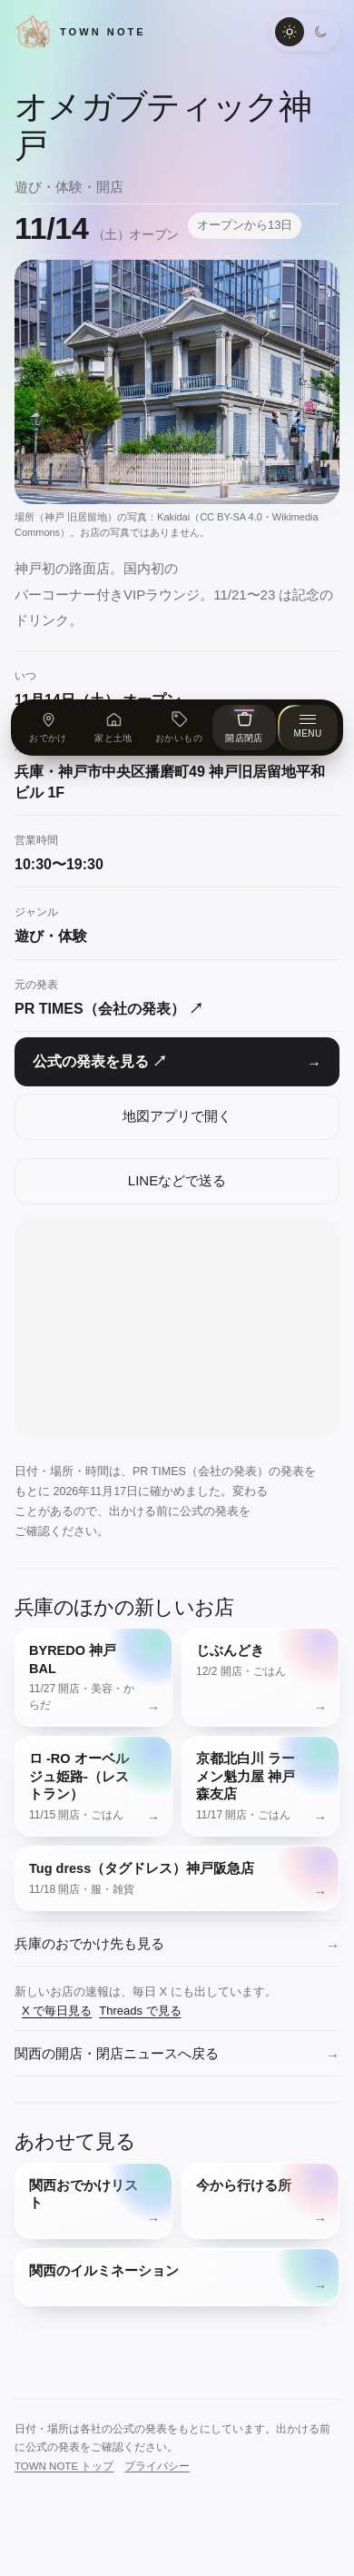 TOWN NOTE
オメガブティック神
戸
遊び・体験・開店
11/14（土）オープン
オープンから13日
場所（神戸 旧居留地）の写真：Kakidai（CC BY-SA 4.0・Wikimedia
Commons）。お店の写真ではありません。
神戸初の路面店。国内初の
バーコーナー付きVIPラウンジ。11/21〜23 は記念の
ドリンク。
いつ
11月14日（土） オープン
おでかけ
家と土地
おかいもの
開店閉店
MENU
兵庫・神戸市中央区播磨町49 神戸旧居留地平和
ビル 1F
営業時間
10:30〜19:30
ジャンル
遊び・体験
元の発表
PR TIMES（会社の発表） ↗
公式の発表を見る ↗ →
地図アプリで開く
LINEなどで送る
日付・場所・時間は、PR TIMES（会社の発表）の発表を
もとに 2026年11月17日に確かめました。変わる
ことがあるので、出かける前に公式の発表を
ご確認ください。
兵庫のほかの新しいお店
BYREDO 神戸
BAL
11/27 開店・美容・か
らだ →
じぶんどき
12/2 開店・ごはん →
ロ -RO オーベル
ジュ姫路-（レス
トラン）
11/15 開店・ごはん →
京都北白川 ラー
メン魁力屋 神戸
森友店
11/17 開店・ごはん →
Tug dress（タグドレス）神戸阪急店
11/18 開店・服・雑貨 →
兵庫のおでかけ先も見る →
新しいお店の速報は、毎日 X にも出しています。
X で毎日見る Threads で見る
関西の開店・閉店ニュースへ戻る →
あわせて見る
関西おでかけリス
ト →
今から行ける所 →
関西のイルミネーション →
日付・場所は各社の公式の発表をもとにしています。出かける前
に公式の発表をご確認ください。
TOWN NOTE トップ プライバシー